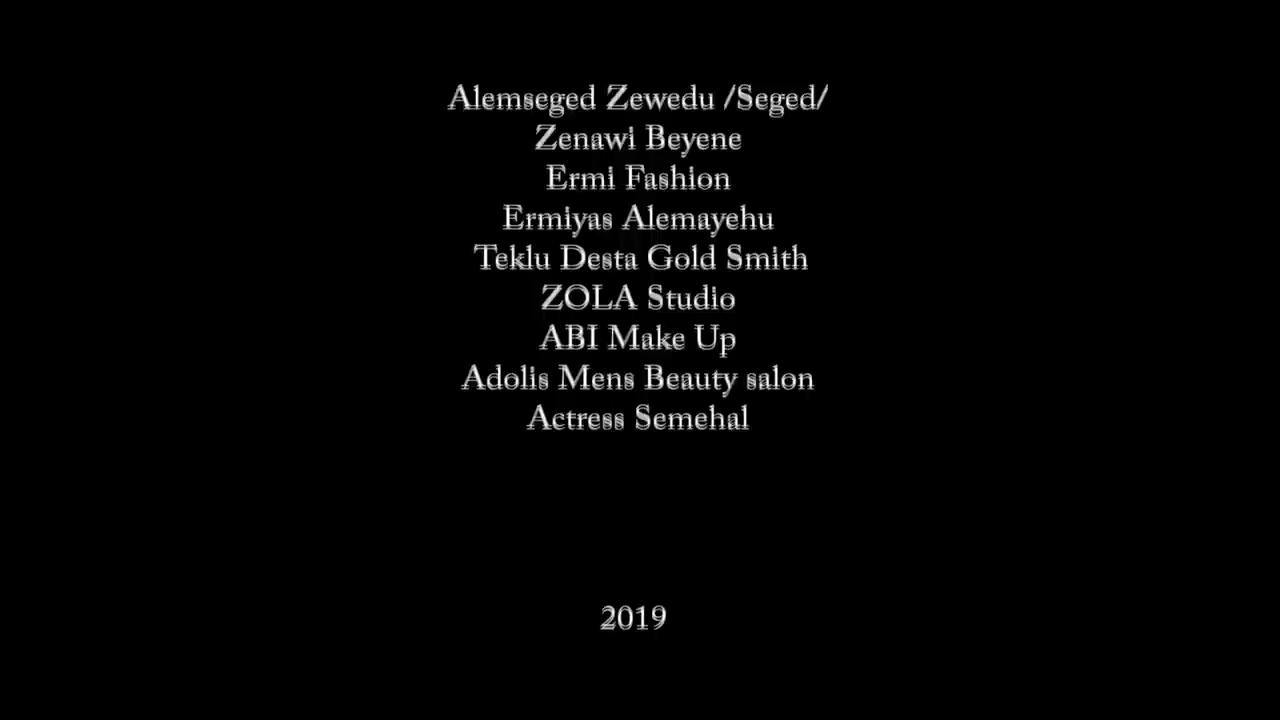 Alemseged Zewedu /Seged/
Zenawi Beyene
Ermi Fashion
Ermiyas Alemayehu
Teklu Desta Gold Smith
ZOLA Studio
ABI Make Up
Adolis Mens Beauty salon
Actress Semehal
2019